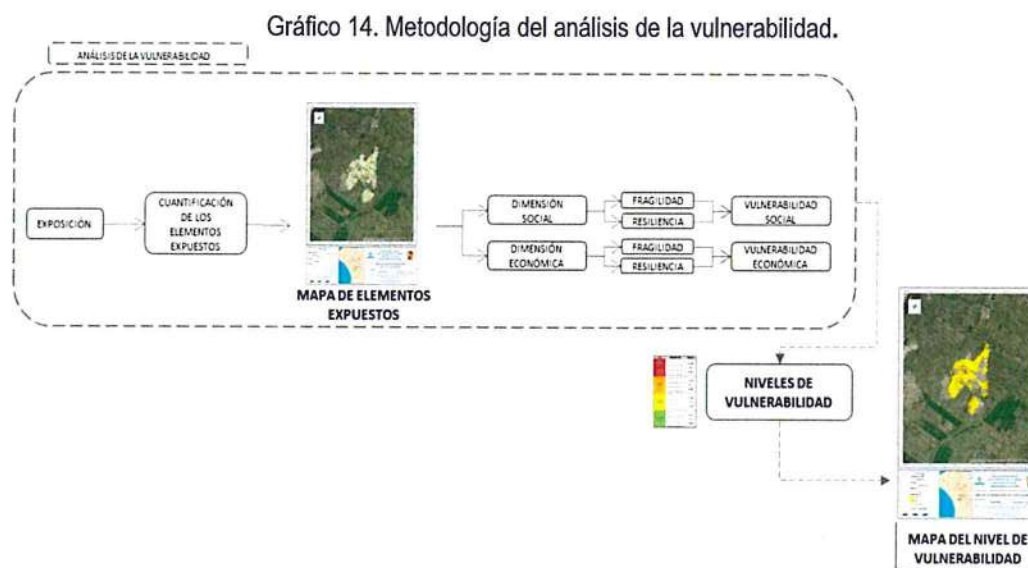 Gráfico 14. Metodología del análisis de la vulnerabilidad.
ANÁLISIS DE LA VULNERABILIDAD
EXPOSICIÓN
CUANTIFICACIÓN
DE LOS
ELEMENTOS
EXPUESTOS
MAPA DE ELEMENTOS
EXPUESTOS
DIMENSIÓN
SOCIAL
FRAGILIDAD
RESILIENCIA
VULNERABILIDAD
SOCIAL
DIMENSIÓN
ECONÓMICA
FRAGILIDAD
RESILIENCIA
VULNERABILIDAD
ECONÓMICA
NIVELES DE
VULNERABILIDAD
MAPA DEL NIVEL DE
VULNERABILIDAD